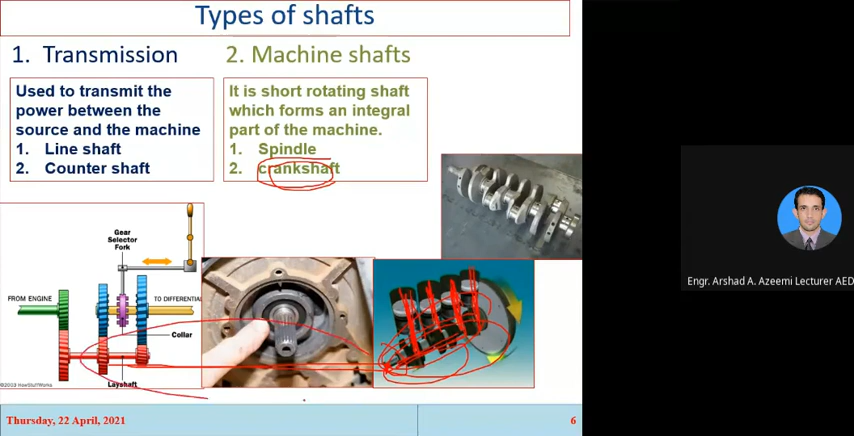 Types of shafts
1. Transmission
2. Machine shafts
Used to transmit the
power between the
source and the machine
1. Line shaft
2. Counter shaft
It is short rotating shaft
which forms an integral
part of the machine.
1. Spindle
2. crankshaft
Gear
Selector
Fork
FROM ENGINE
TO DIFFERENTIAL
Collar
Layshaft
©2003 HowStuffWorks
Engr. Arshad A. Azeemi Lecturer AED
Thursday, 22 April, 2021
6